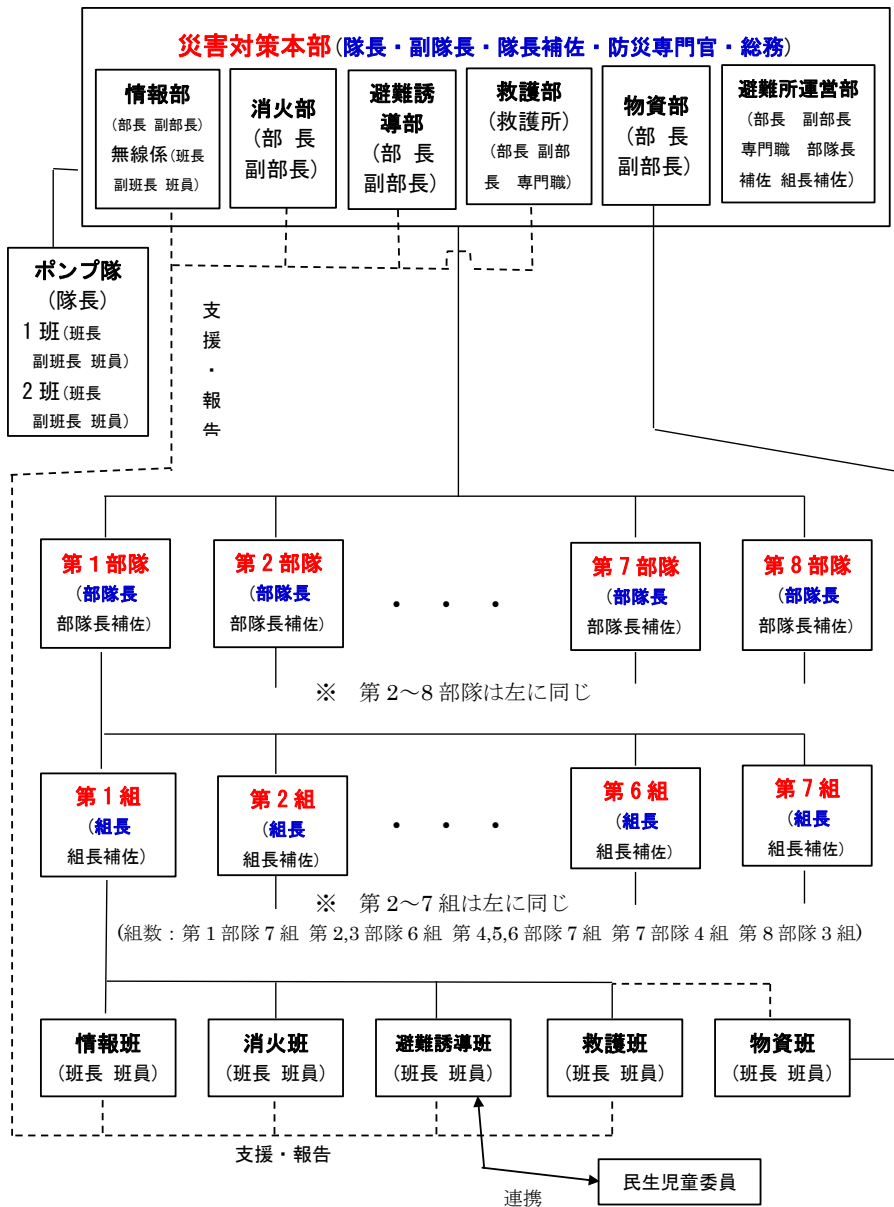 災害対策本部(隊長・副隊長・隊長補佐・防災専門官・総務)
情報部
(部長 副部長)
無線係(班長
副班長 班員)
消火部
(部 長
副部長)
避難誘
導部
(部 長
副部長)
救護部
(救護所)
(部長 副部
長 専門職)
物資部
(部 長
副部長)
避難所運営部
(部長 副部長
専門職 部隊長
補佐 組長補佐)
ポンプ隊
(隊長)
1 班(班長
副班長 班員)
2 班(班長
副班長 班員)
支
援
・
報
告
第 1 部隊
(部隊長
部隊長補佐)
第 2 部隊
(部隊長
部隊長補佐)
・ ・ ・
第 7 部隊
(部隊長
部隊長補佐)
第 8 部隊
(部隊長
部隊長補佐)
※ 第 2～8 部隊は左に同じ
第 1 組
(組長
組長補佐)
第 2 組
(組長
組長補佐)
・ ・ ・
第 6 組
(組長
組長補佐)
第 7 組
(組長
組長補佐)
※ 第 2～7 組は左に同じ
(組数：第 1 部隊 7 組 第 2,3 部隊 6 組 第 4,5,6 部隊 7 組 第 7 部隊 4 組 第 8 部隊 3 組)
情報班
(班長 班員)
消火班
(班長 班員)
避難誘導班
(班長 班員)
救護班
(班長 班員)
物資班
(班長 班員)
支援・報告
連携
民生児童委員